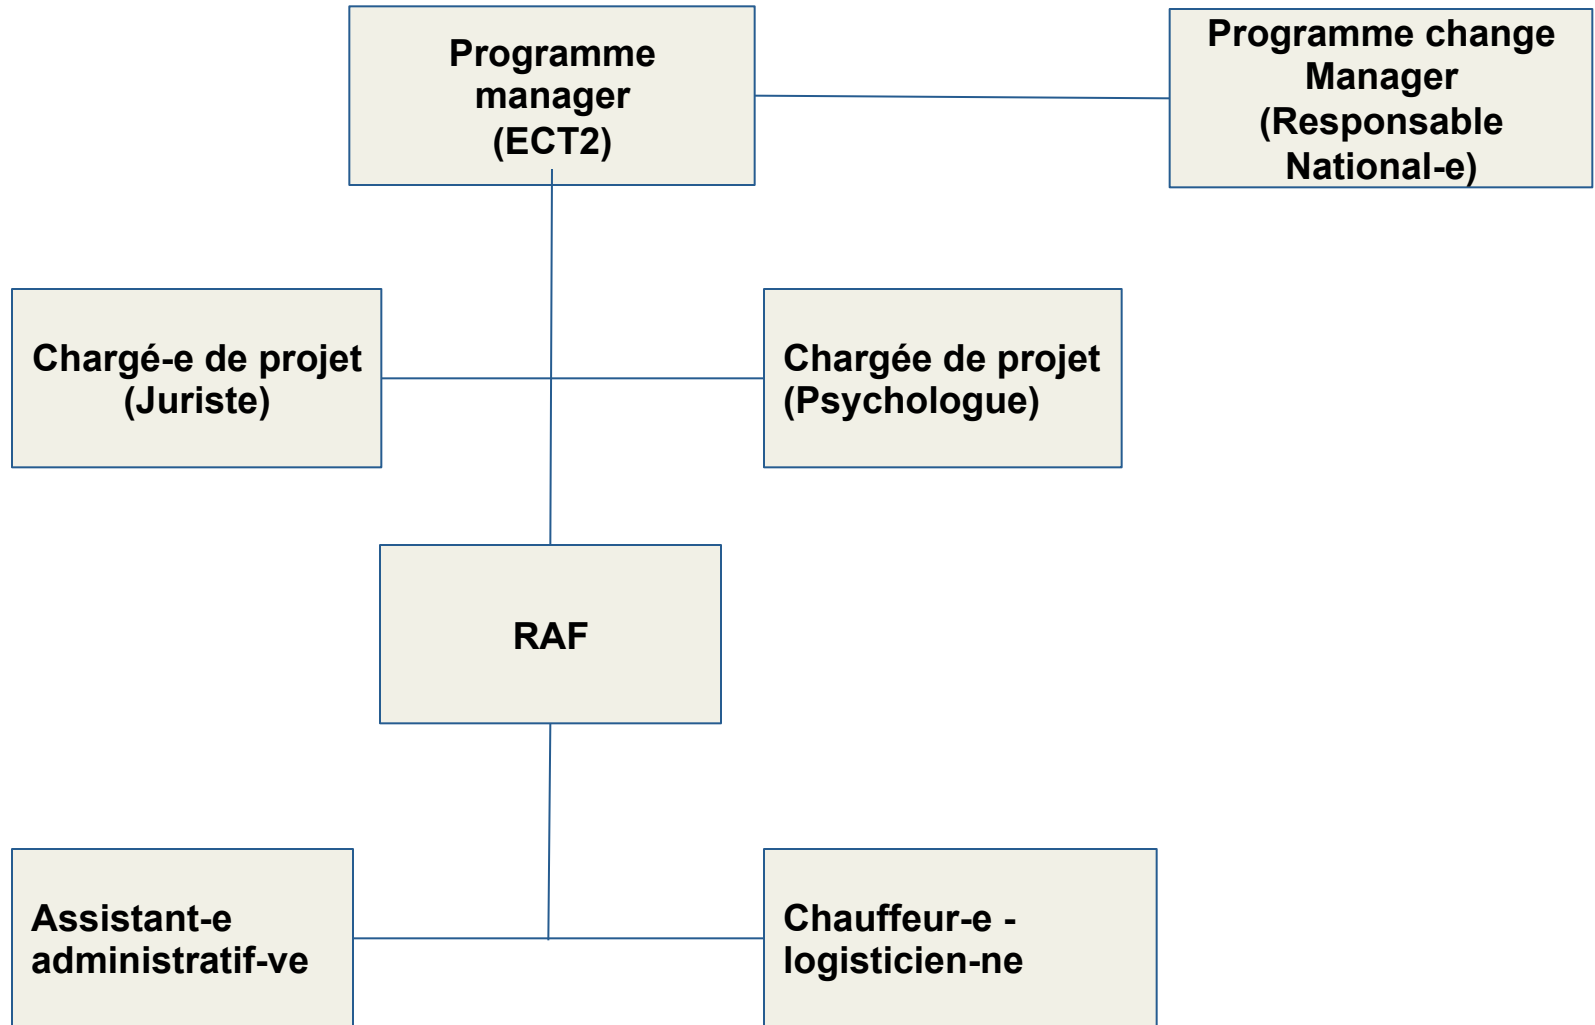 Programme
manager
(ECT2)
Programme change
Manager
(Responsable
National-e)
Chargé-e de projet
(Juriste)
Chargée de projet
(Psychologue)
RAF
Assistant-e
administratif-ve
Chauffeur-e -
logisticien-ne